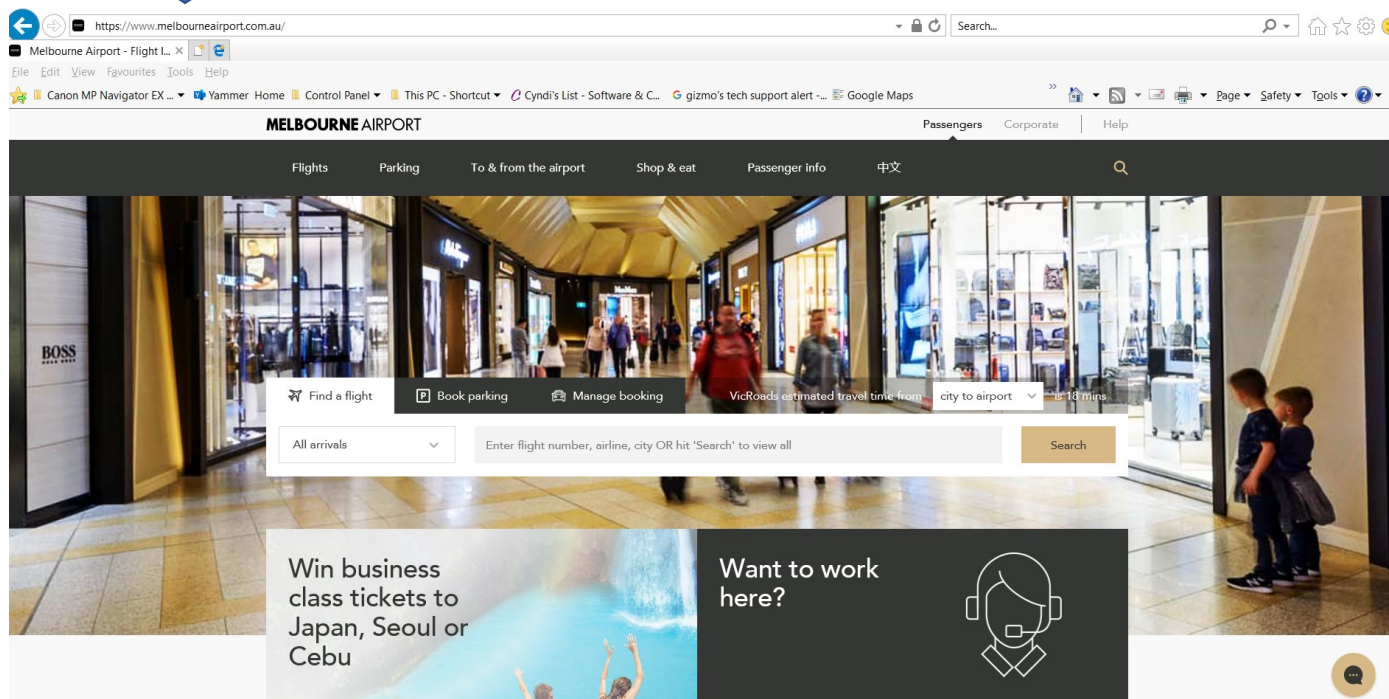 https://www.melbourneairport.com.au/
Search...
Melbourne Airport - Flight I...
File Edit View Favourites Tools Help
Canon MP Navigator EX ... Yammer Home Control Panel This PC - Shortcut Cyndi's List - Software & C... gizmo's tech support alert -... Google Maps
Page Safety Tools
MELBOURNE AIRPORT
Passengers Corporate Help
Flights Parking To & from the airport Shop & eat Passenger info 中文
BOSS
HUGO BOSS
MaxMara
Find a flight Book parking Manage booking VicRoads estimated travel time from city to airport is 18 mins
All arrivals Enter flight number, airline, city OR hit 'Search' to view all Search
Win business
class tickets to
Japan, Seoul or
Cebu
Want to work
here?